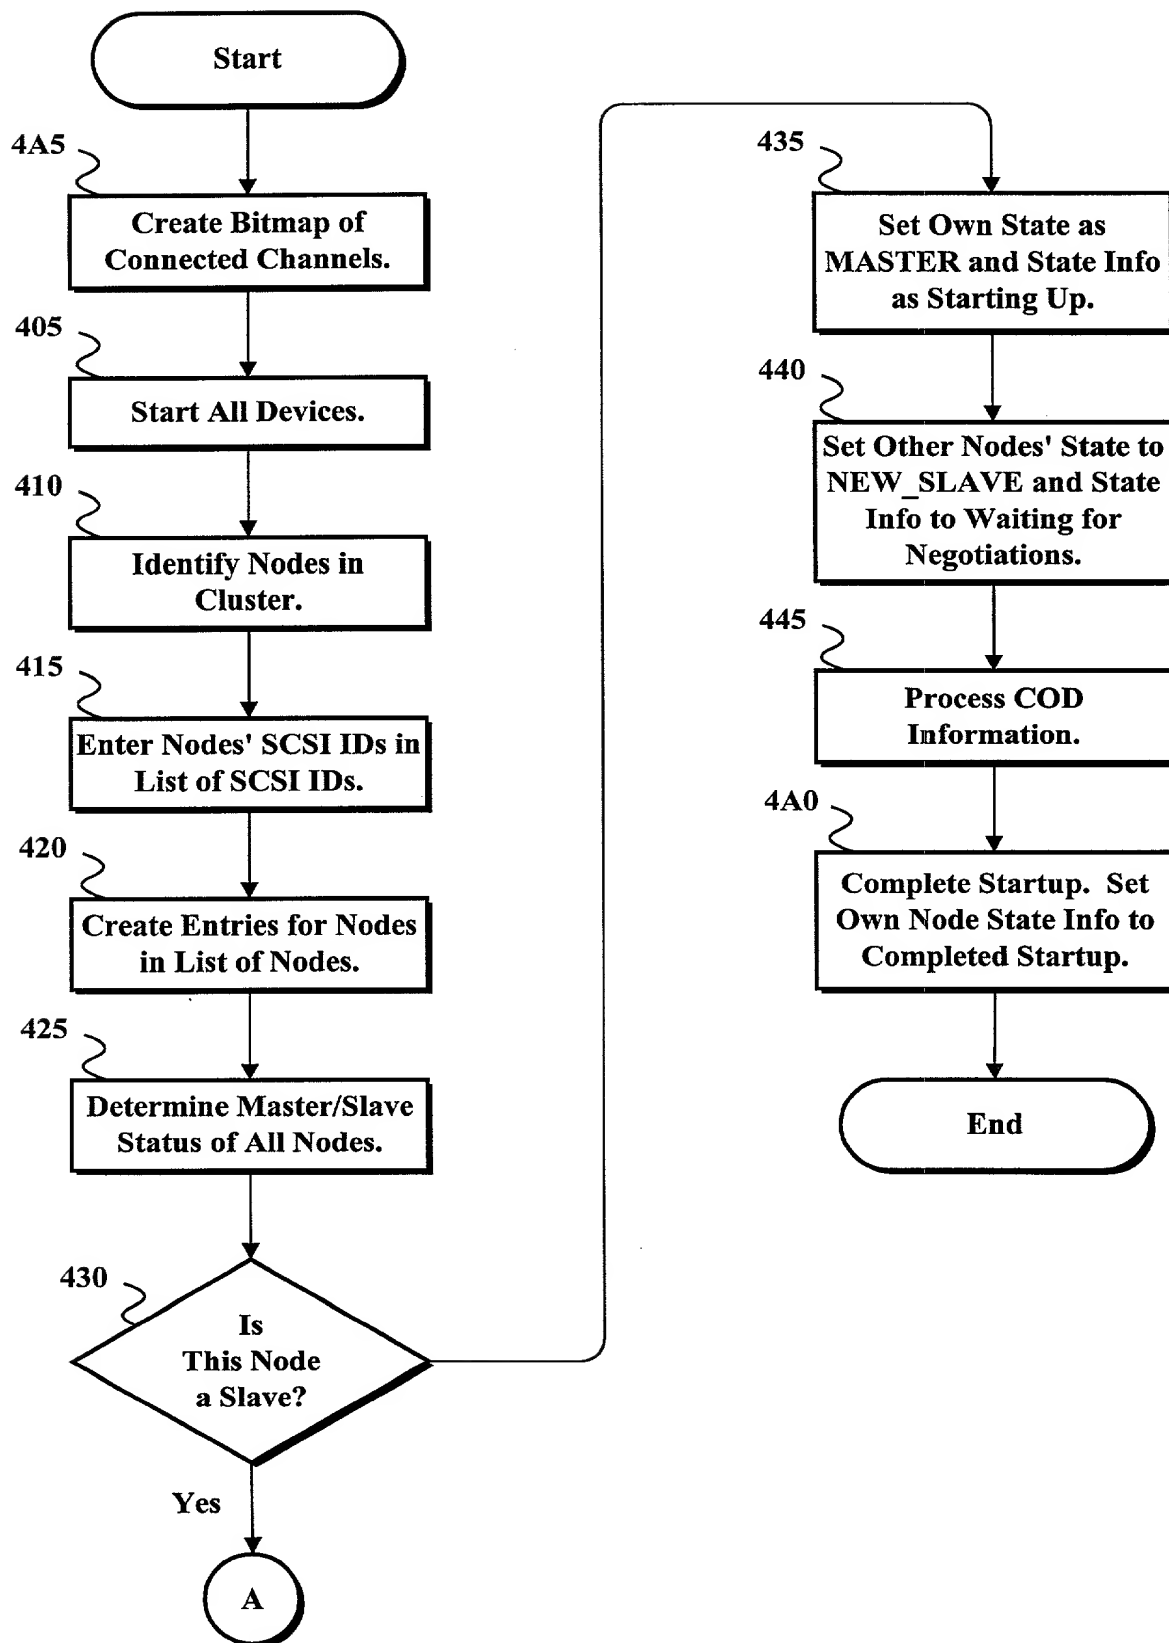 Start
4A5
Create Bitmap of
Connected Channels.
405
Start All Devices.
410
Identify Nodes in
Cluster.
415
Enter Nodes' SCSI IDs in
List of SCSI IDs.
420
Create Entries for Nodes
in List of Nodes.
425
Determine Master/Slave
Status of All Nodes.
430
Is
This Node
a Slave?
Yes
A
435
Set Own State as
MASTER and State Info
as Starting Up.
440
Set Other Nodes' State to
NEW_SLAVE and State
Info to Waiting for
Negotiations.
445
Process COD
Information.
4A0
Complete Startup. Set
Own Node State Info to
Completed Startup.
End